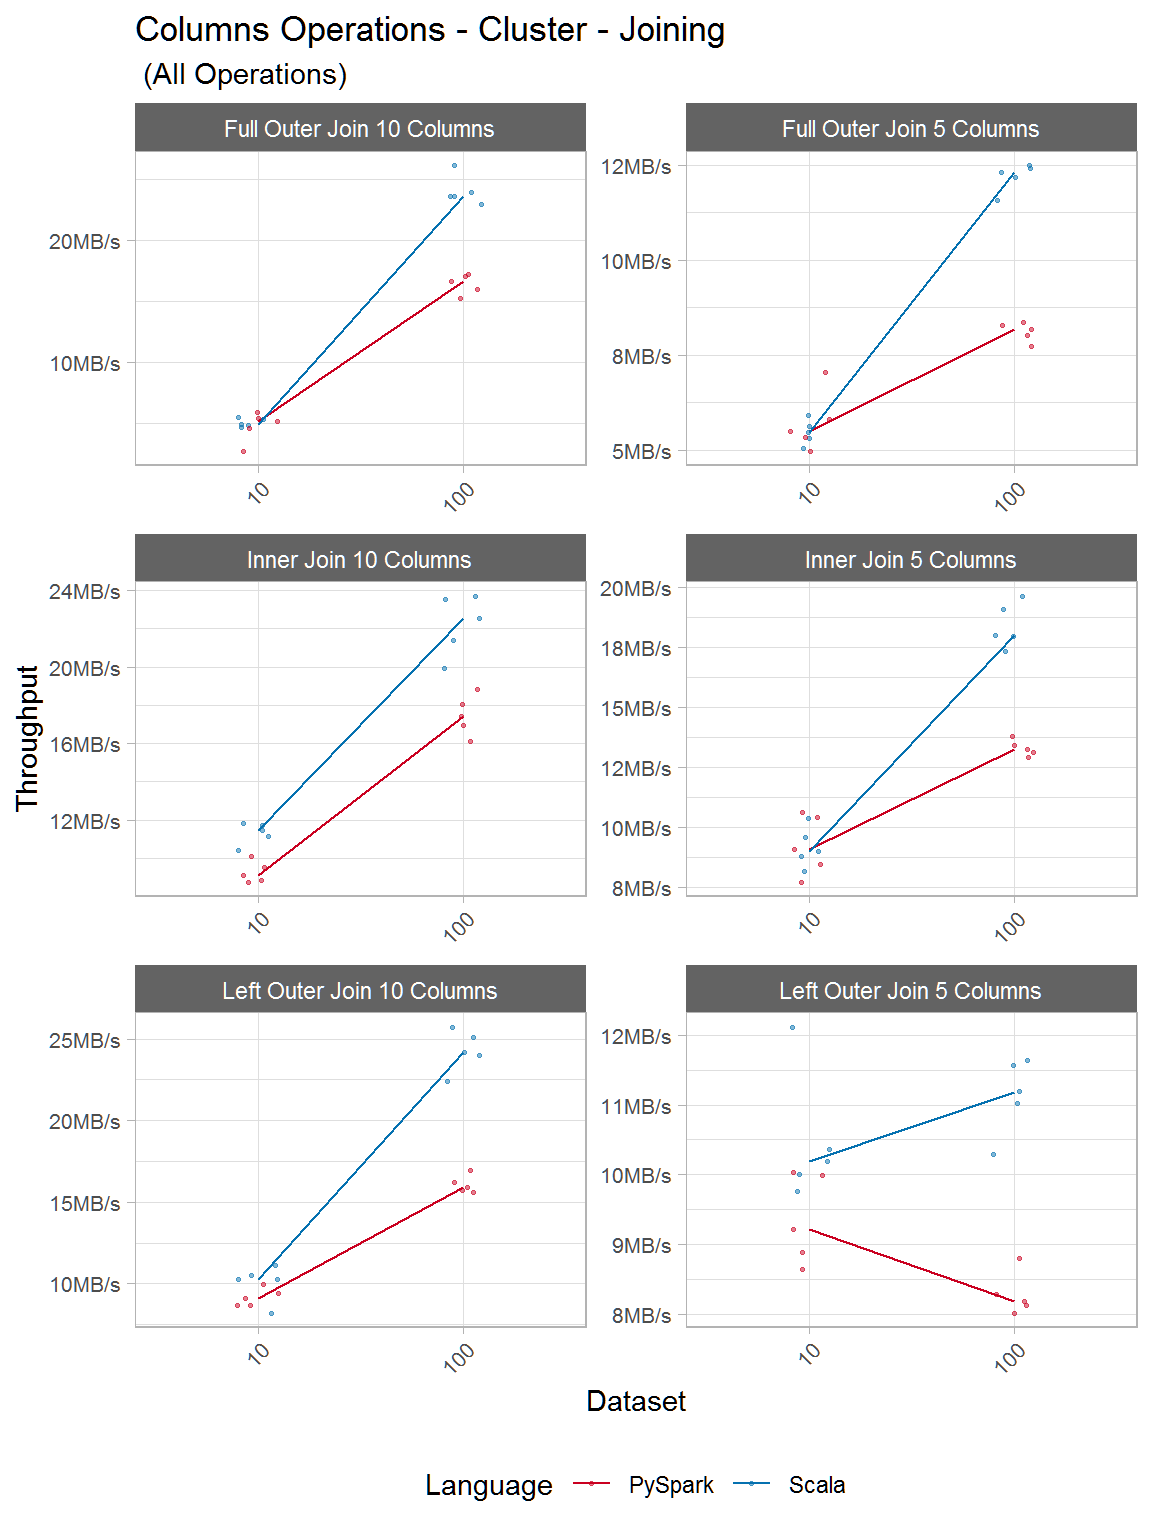 Columns Operations - Cluster - Joining
(All Operations)
Full Outer Join 10 Columns
20MB/s
10MB/s
10
100
Full Outer Join 5 Columns
12MB/s
10MB/s
8MB/s
5MB/s
10
100
Throughput
Inner Join 10 Columns
24MB/s
20MB/s
16MB/s
12MB/s
10
100
Inner Join 5 Columns
20MB/s
18MB/s
15MB/s
12MB/s
10MB/s
8MB/s
10
100
Left Outer Join 10 Columns
25MB/s
20MB/s
15MB/s
10MB/s
10
100
Left Outer Join 5 Columns
12MB/s
11MB/s
10MB/s
9MB/s
8MB/s
10
100
Dataset
Language PySpark Scala